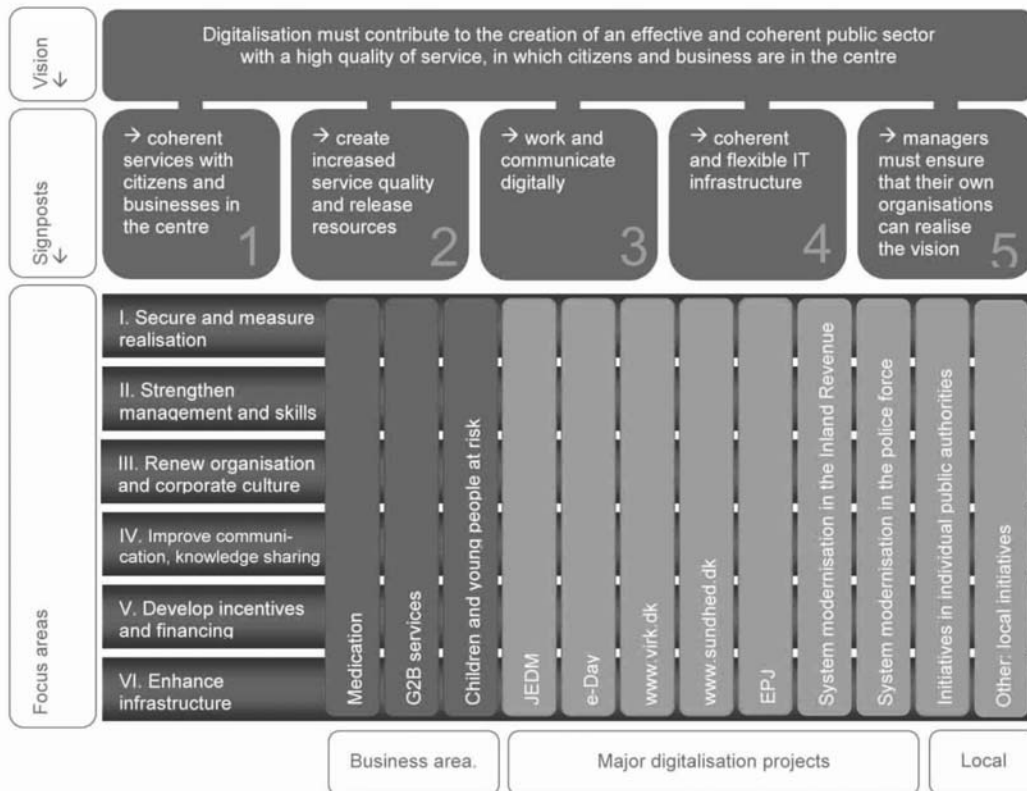 Vision
Digitalisation must contribute to the creation of an effective and coherent public sector
with a high quality of service, in which citizens and business are in the centre
Signposts
→ coherent
services with
citizens and
businesses in
the centre
1
→ create
increased
service quality
and release
resources
2
→ work and
communicate
digitally
3
→ coherent
and flexible IT
infrastructure
4
→ managers
must ensure
that their own
organisations
can realise
the vision
5
Focus areas
I. Secure and measure
realisation
II. Strengthen
management and skills
III. Renew organisation
and corporate culture
IV. Improve communi-
cation, knowledge sharing
V. Develop incentives
and financing
VI. Enhance
infrastructure
Medication
G2B services
Children and young people at risk
JEDM
e-Day
www.virk.dk
www.sundhed.dk
EPJ
System modernisation in the Inland Revenue
System modernisation in the police force
Initiatives in individual public authorities
Other: local initiatives
Business area.
Major digitalisation projects
Local